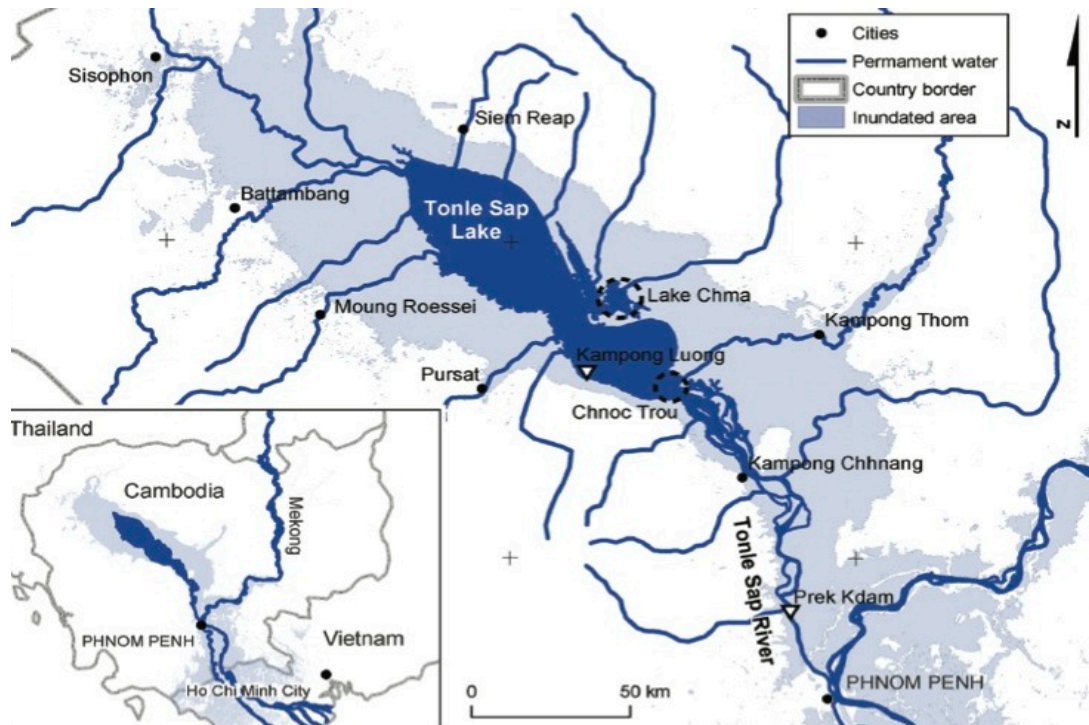 Cities
Permament water
Country border
Inundated area
N
Sisophon
Siem Reap
Battambang
Tonle Sap
Lake
Lake Chma
Moung Roessei
Kampong Thom
Kampong Luong
Pursat
Chnoc Trou
Kampong Chhnang
Tonle Sap River
Prek Kdam
PHNOM PENH
0 50 km
Thailand
Cambodia
Mekong
PHNOM PENH
Vietnam
Ho Chi Minh City